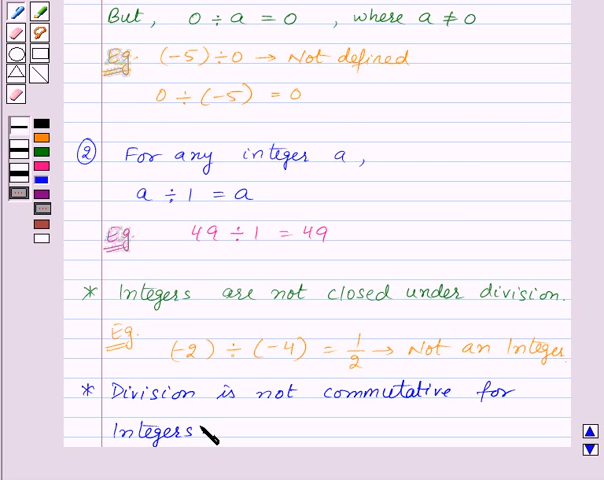 But, 0 ÷ a = 0, where a ≠ 0
Eg. (-5) ÷ 0 → Not defined
0 ÷ (-5) = 0
② For any integer a,
a ÷ 1 = a
Eg. 49 ÷ 1 = 49
* Integers are not closed under division.
Eg. (-2) ÷ (-4) = 1/2 → Not an Integer.
* Division is not commutative for
Integers